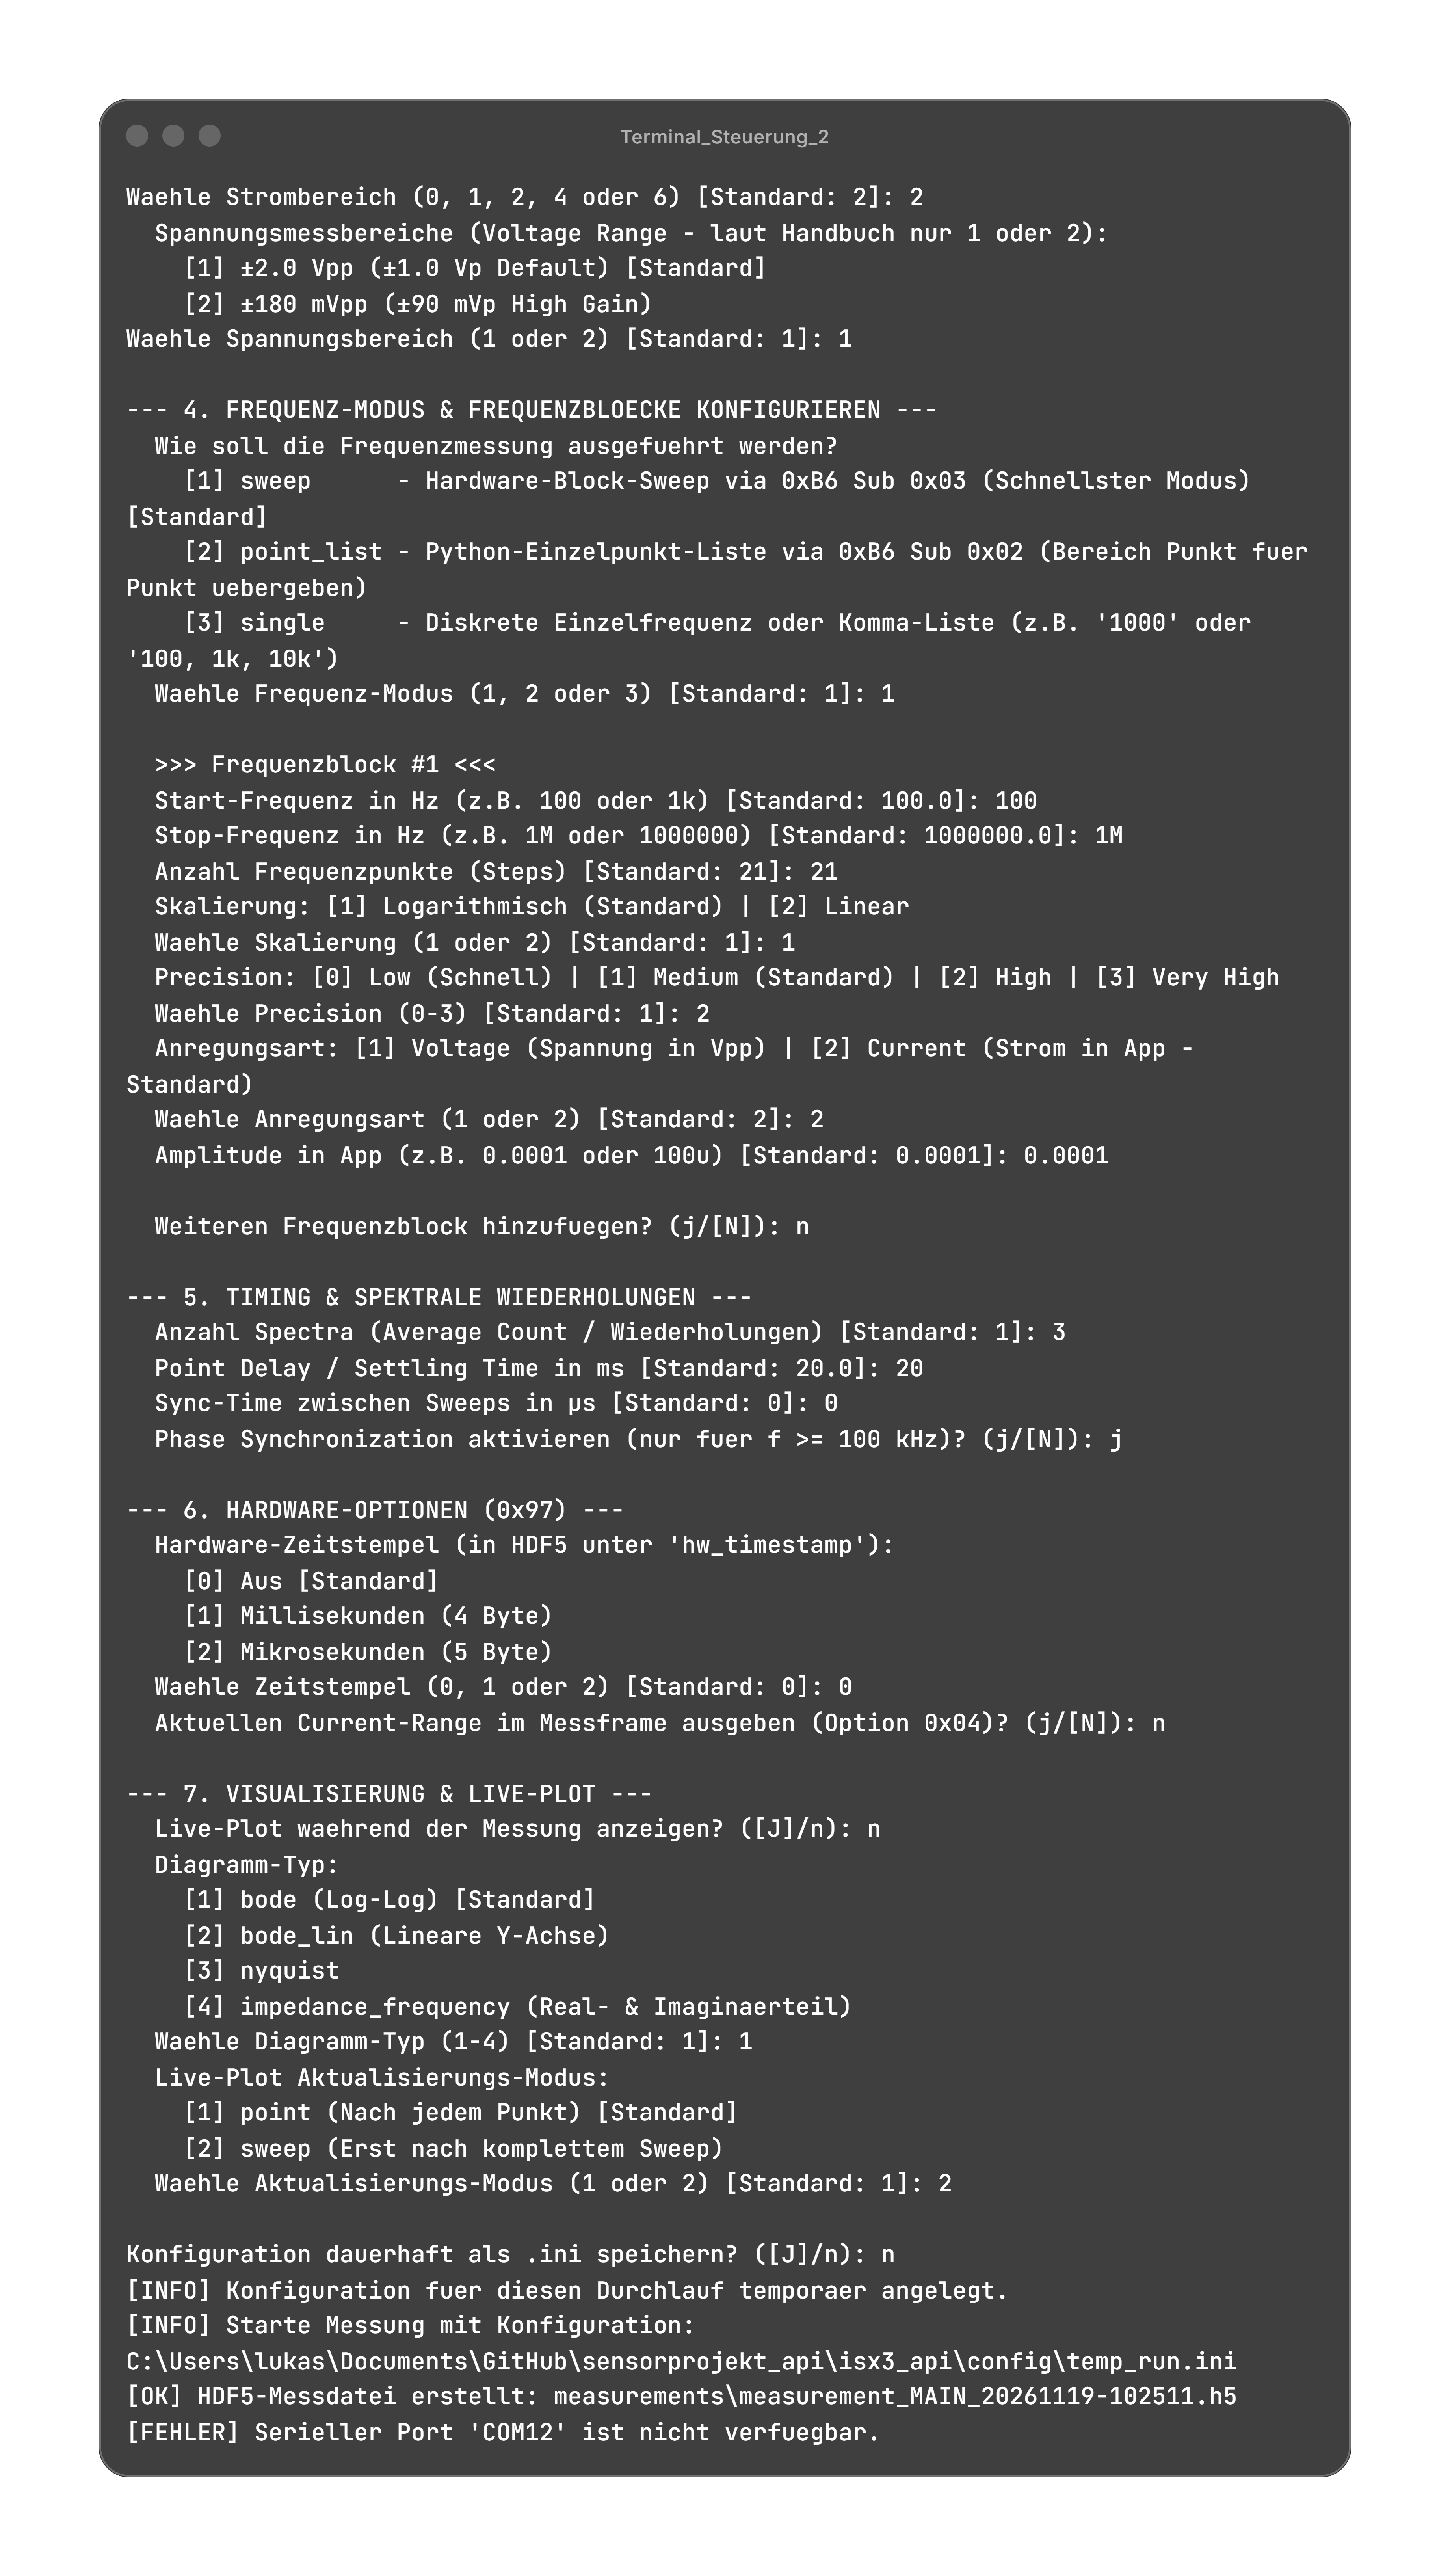 Terminal_Steuerung_2
Waehle Strombereich (0, 1, 2, 4 oder 6) [Standard: 2]: 2
  Spannungsmessbereiche (Voltage Range - laut Handbuch nur 1 oder 2):
    [1] ±2.0 Vpp (±1.0 Vp Default) [Standard]
    [2] ±180 mVpp (±90 mVp High Gain)
Waehle Spannungsbereich (1 oder 2) [Standard: 1]: 1

--- 4. FREQUENZ-MODUS & FREQUENZBLOECKE KONFIGURIEREN ---
  Wie soll die Frequenzmessung ausgefuehrt werden?
    [1] sweep      - Hardware-Block-Sweep via 0xB6 Sub 0x03 (Schnellster Modus)
[Standard]
    [2] point_list - Python-Einzelpunkt-Liste via 0xB6 Sub 0x02 (Bereich Punkt fuer
Punkt uebergeben)
    [3] single     - Diskrete Einzelfrequenz oder Komma-Liste (z.B. '1000' oder
'100, 1k, 10k')
  Waehle Frequenz-Modus (1, 2 oder 3) [Standard: 1]: 1

  >>> Frequenzblock #1 <<<
  Start-Frequenz in Hz (z.B. 100 oder 1k) [Standard: 100.0]: 100
  Stop-Frequenz in Hz (z.B. 1M oder 1000000) [Standard: 1000000.0]: 1M
  Anzahl Frequenzpunkte (Steps) [Standard: 21]: 21
  Skalierung: [1] Logarithmisch (Standard) | [2] Linear
  Waehle Skalierung (1 oder 2) [Standard: 1]: 1
  Precision: [0] Low (Schnell) | [1] Medium (Standard) | [2] High | [3] Very High
  Waehle Precision (0-3) [Standard: 1]: 2
  Anregungsart: [1] Voltage (Spannung in Vpp) | [2] Current (Strom in App -
Standard)
  Waehle Anregungsart (1 oder 2) [Standard: 2]: 2
  Amplitude in App (z.B. 0.0001 oder 100u) [Standard: 0.0001]: 0.0001

  Weiteren Frequenzblock hinzufuegen? (j/[N]): n

--- 5. TIMING & SPEKTRALE WIEDERHOLUNGEN ---
  Anzahl Spectra (Average Count / Wiederholungen) [Standard: 1]: 3
  Point Delay / Settling Time in ms [Standard: 20.0]: 20
  Sync-Time zwischen Sweeps in µs [Standard: 0]: 0
  Phase Synchronization aktivieren (nur fuer f >= 100 kHz)? (j/[N]): j

--- 6. HARDWARE-OPTIONEN (0x97) ---
  Hardware-Zeitstempel (in HDF5 unter 'hw_timestamp'):
    [0] Aus [Standard]
    [1] Millisekunden (4 Byte)
    [2] Mikrosekunden (5 Byte)
  Waehle Zeitstempel (0, 1 oder 2) [Standard: 0]: 0
  Aktuellen Current-Range im Messframe ausgeben (Option 0x04)? (j/[N]): n

--- 7. VISUALISIERUNG & LIVE-PLOT ---
  Live-Plot waehrend der Messung anzeigen? ([J]/n): n
  Diagramm-Typ:
    [1] bode (Log-Log) [Standard]
    [2] bode_lin (Lineare Y-Achse)
    [3] nyquist
    [4] impedance_frequency (Real- & Imaginaerteil)
  Waehle Diagramm-Typ (1-4) [Standard: 1]: 1
  Live-Plot Aktualisierungs-Modus:
    [1] point (Nach jedem Punkt) [Standard]
    [2] sweep (Erst nach komplettem Sweep)
  Waehle Aktualisierungs-Modus (1 oder 2) [Standard: 1]: 2

Konfiguration dauerhaft als .ini speichern? ([J]/n): n
[INFO] Konfiguration fuer diesen Durchlauf temporaer angelegt.
[INFO] Starte Messung mit Konfiguration:
C:\Users\lukas\Documents\GitHub\sensorprojekt_api\isx3_api\config\temp_run.ini
[OK] HDF5-Messdatei erstellt: measurements\measurement_MAIN_20261119-102511.h5
[FEHLER] Serieller Port 'COM12' ist nicht verfuegbar.